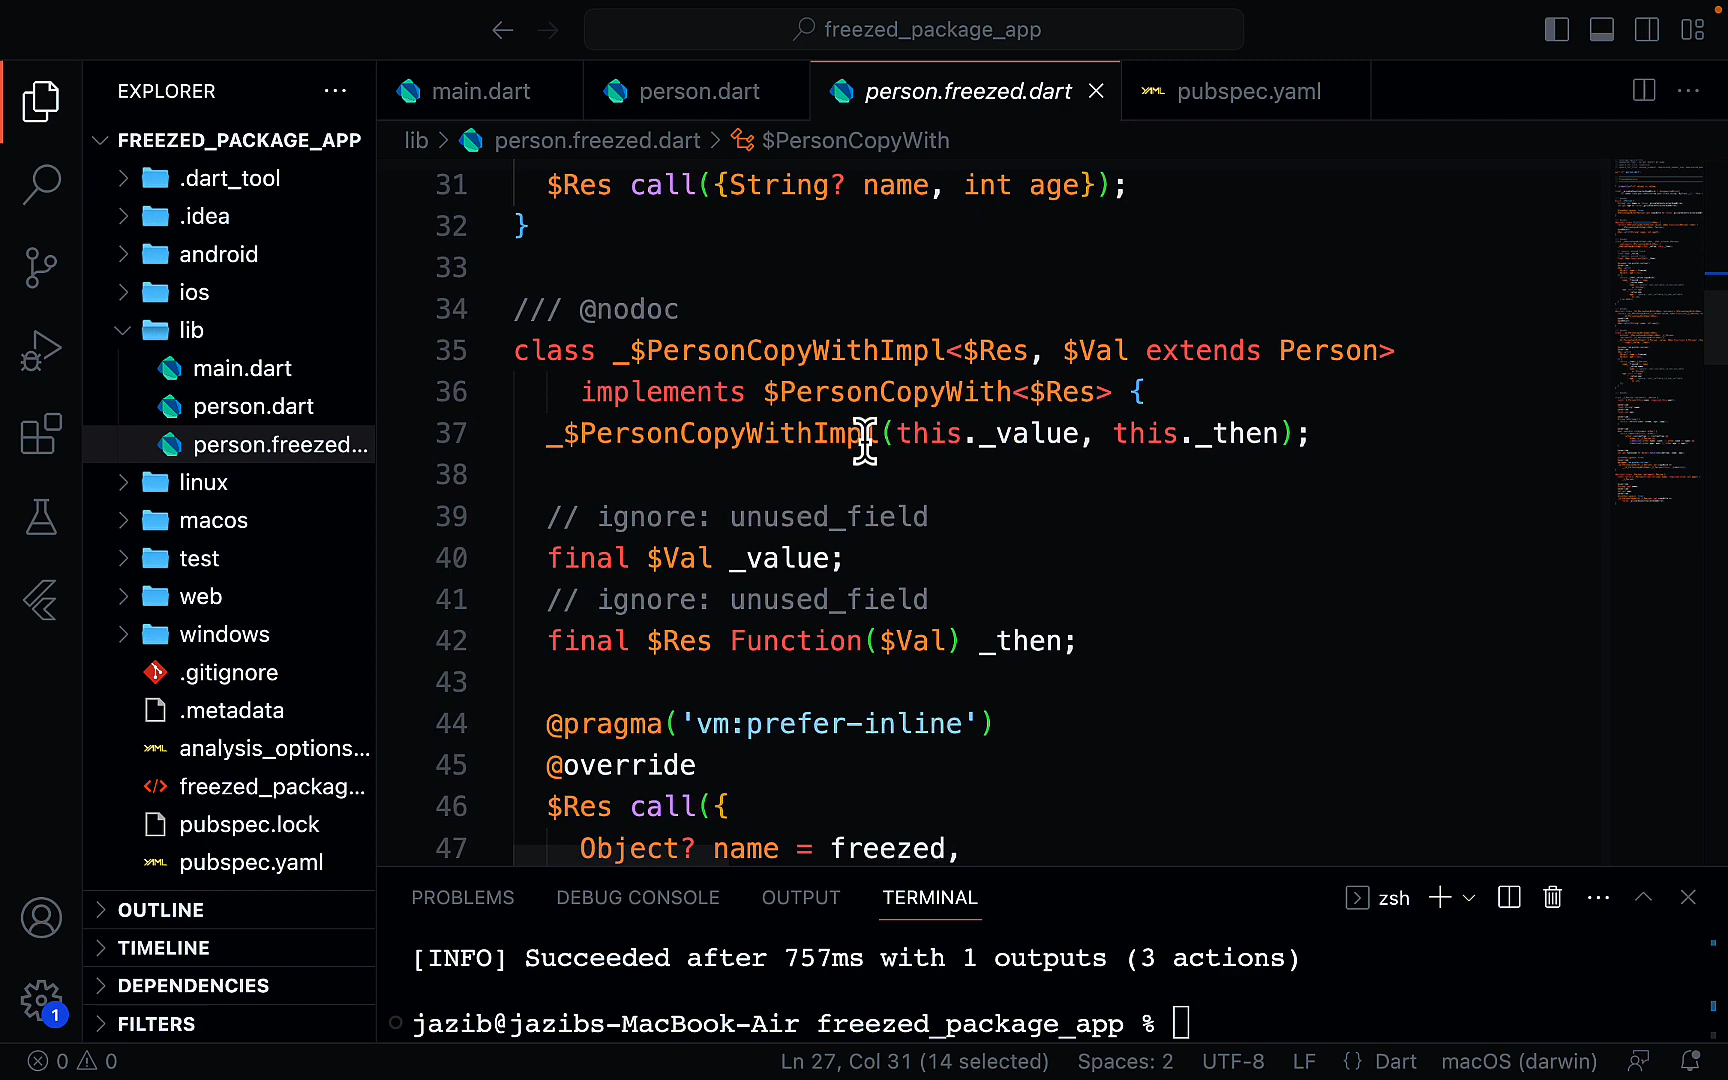 freezed_package_app
EXPLORER
main.dart
person.dart
person.freezed.dart
pubspec.yaml
FREEZED_PACKAGE_APP
lib > person.freezed.dart > $PersonCopyWith
.dart_tool
.idea
android
ios
lib
main.dart
person.dart
person.freezed...
linux
macos
test
web
windows
.gitignore
.metadata
analysis_options...
freezed_packag...
pubspec.lock
pubspec.yaml
OUTLINE
TIMELINE
DEPENDENCIES
FILTERS
1
31 $Res call({String? name, int age});
32 }
33
34 /// @nodoc
35 class _$PersonCopyWithImpl<$Res, $Val extends Person>
36 implements $PersonCopyWith<$Res> {
37 _$PersonCopyWithImpl(this._value, this._then);
38
39 // ignore: unused_field
40 final $Val _value;
41 // ignore: unused_field
42 final $Res Function($Val) _then;
43
44 @pragma('vm:prefer-inline')
45 @override
46 $Res call({
47 Object? name = freezed,
PROBLEMS DEBUG CONSOLE OUTPUT TERMINAL
zsh
[INFO] Succeeded after 757ms with 1 outputs (3 actions)
jazib@jazibs-MacBook-Air freezed_package_app %
0 0
Ln 27, Col 31 (14 selected) Spaces: 2 UTF-8 LF {} Dart macOS (darwin)